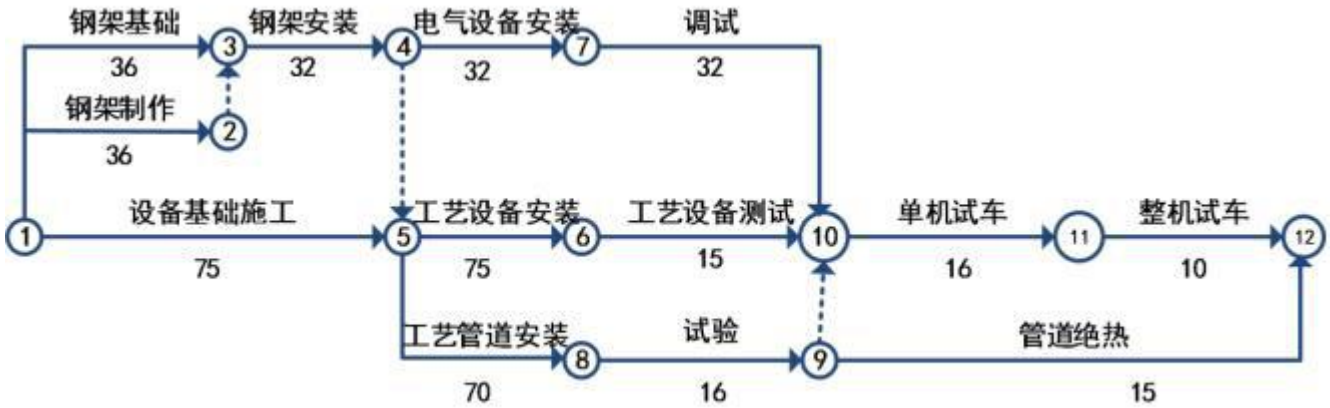 钢架基础 钢架安装 电气设备安装 调试
③ ④ ⑦
36 32 32 32
钢架制作
②
36
设备基础施工 工艺设备安装 工艺设备测试 单机试车 整机试车
① ⑤ ⑥ ⑩ ⑪ ⑫
75 75 15 16 10
工艺管道安装 试验 管道绝热
⑧ ⑨
70 16 15